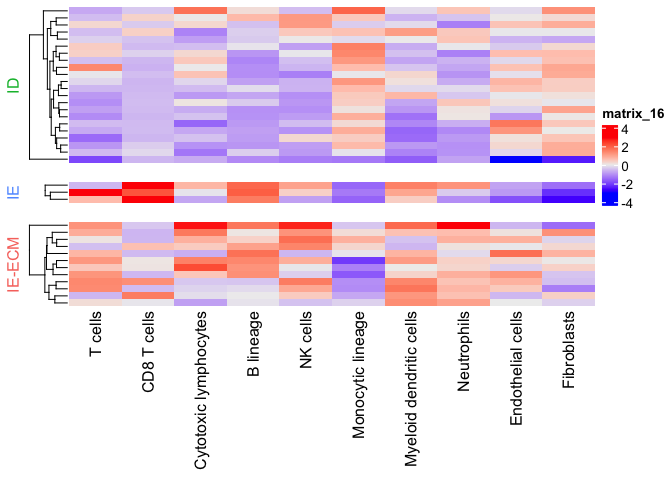 ID
IE
IE-ECM
matrix_16
4
2
0
-2
-4
T cells
CD8 T cells
Cytotoxic lymphocytes
B lineage
NK cells
Monocytic lineage
Myeloid dendritic cells
Neutrophils
Endothelial cells
Fibroblasts